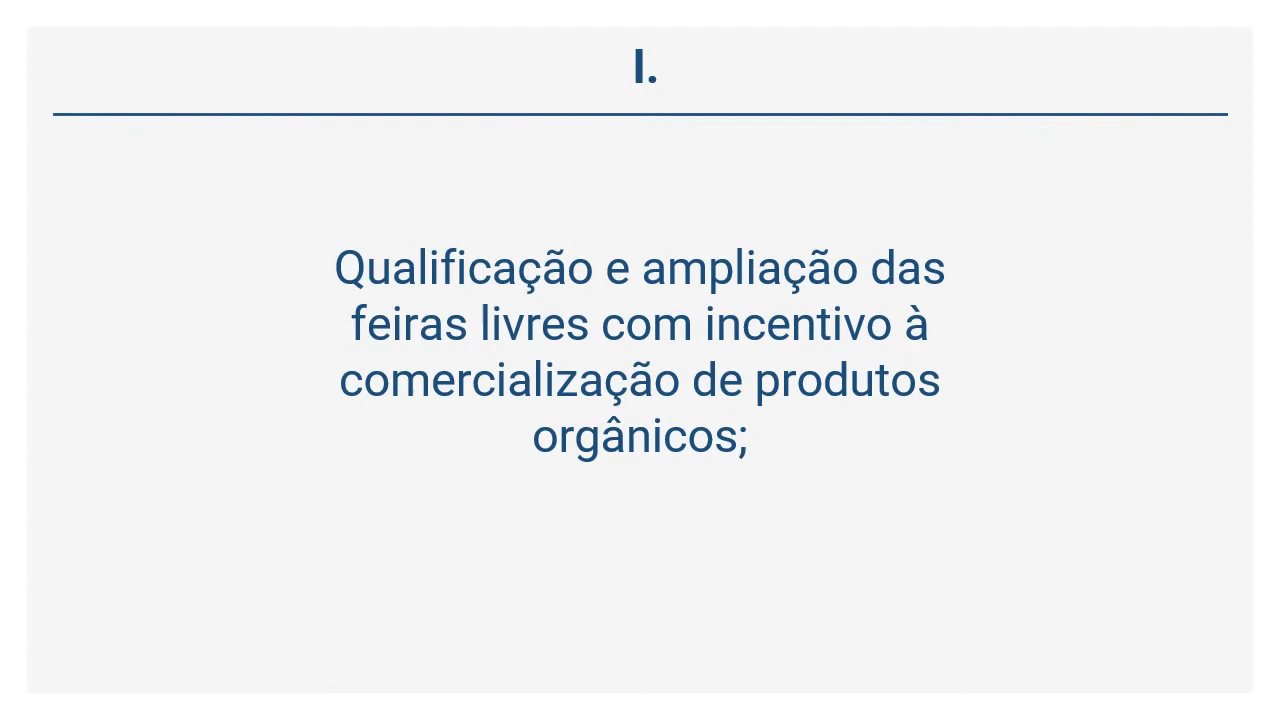 I.
Qualificação e ampliação das
feiras livres com incentivo à
comercialização de produtos
orgânicos;